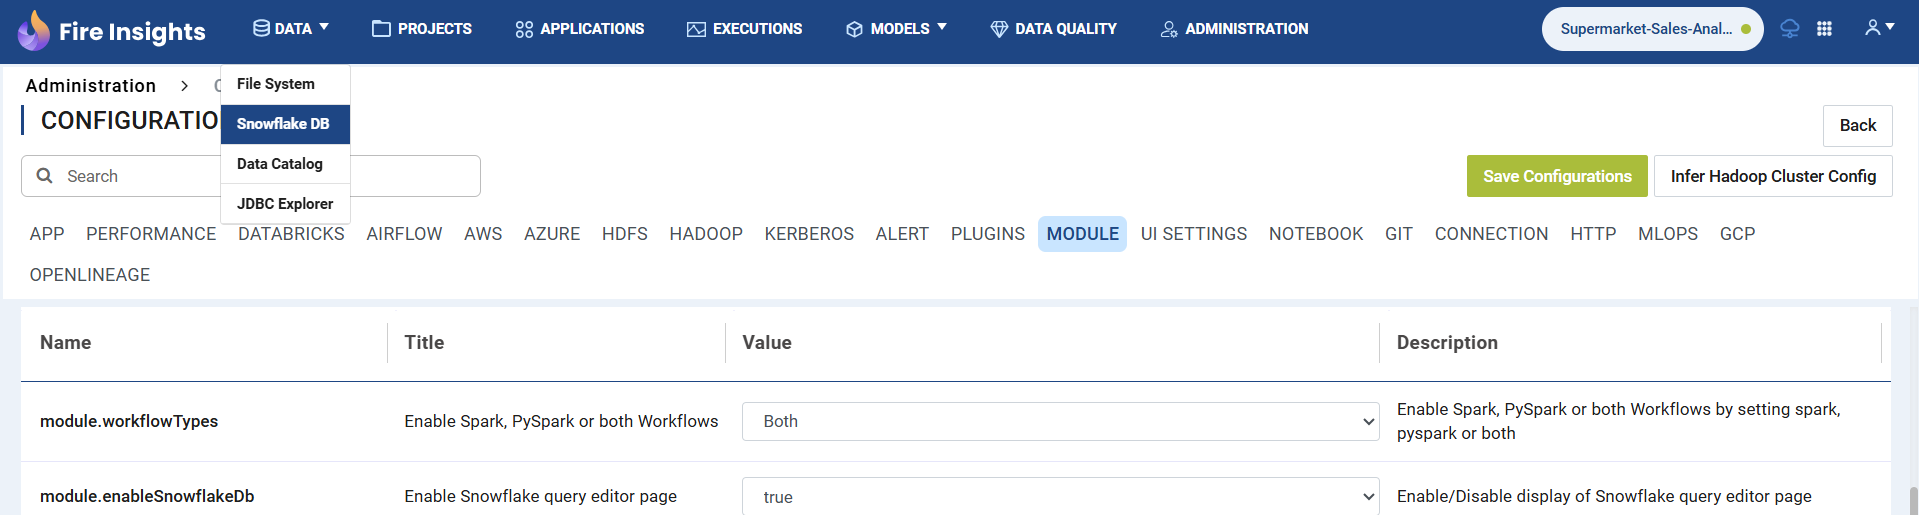 Fire Insights DATA PROJECTS APPLICATIONS EXECUTIONS MODELS DATA QUALITY ADMINISTRATION Supermarket-Sales-Anal...
Administration >
File System
CONFIGURATIO
Snowflake DB
Back
Data Catalog
Search
Save Configurations Infer Hadoop Cluster Config
JDBC Explorer
APP PERFORMANCE DATABRICKS AIRFLOW AWS AZURE HDFS HADOOP KERBEROS ALERT PLUGINS MODULE UI SETTINGS NOTEBOOK GIT CONNECTION HTTP MLOPS GCP
OPENLINEAGE
Name Title Value Description
module.workflowTypes Enable Spark, PySpark or both Workflows Both Enable Spark, PySpark or both Workflows by setting spark,
pyspark or both
module.enableSnowflakeDb Enable Snowflake query editor page true Enable/Disable display of Snowflake query editor page